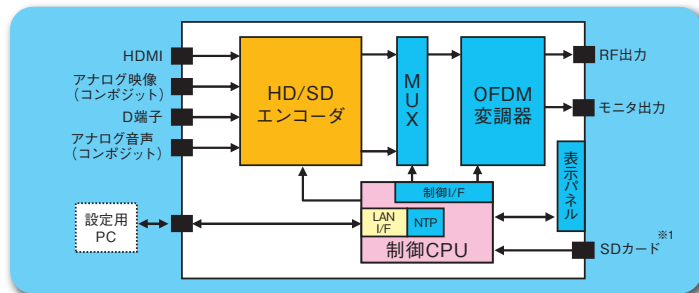 HDMI
アナログ映像
（コンポジット）
D端子
アナログ音声
（コンポジット）
設定用
PC
HD/SD
エンコーダ
MUX
OFDM
変調器
制御I/F
LAN
I/F
NTP
制御CPU
RF出力
モニタ出力
表示パネル
SDカード※1